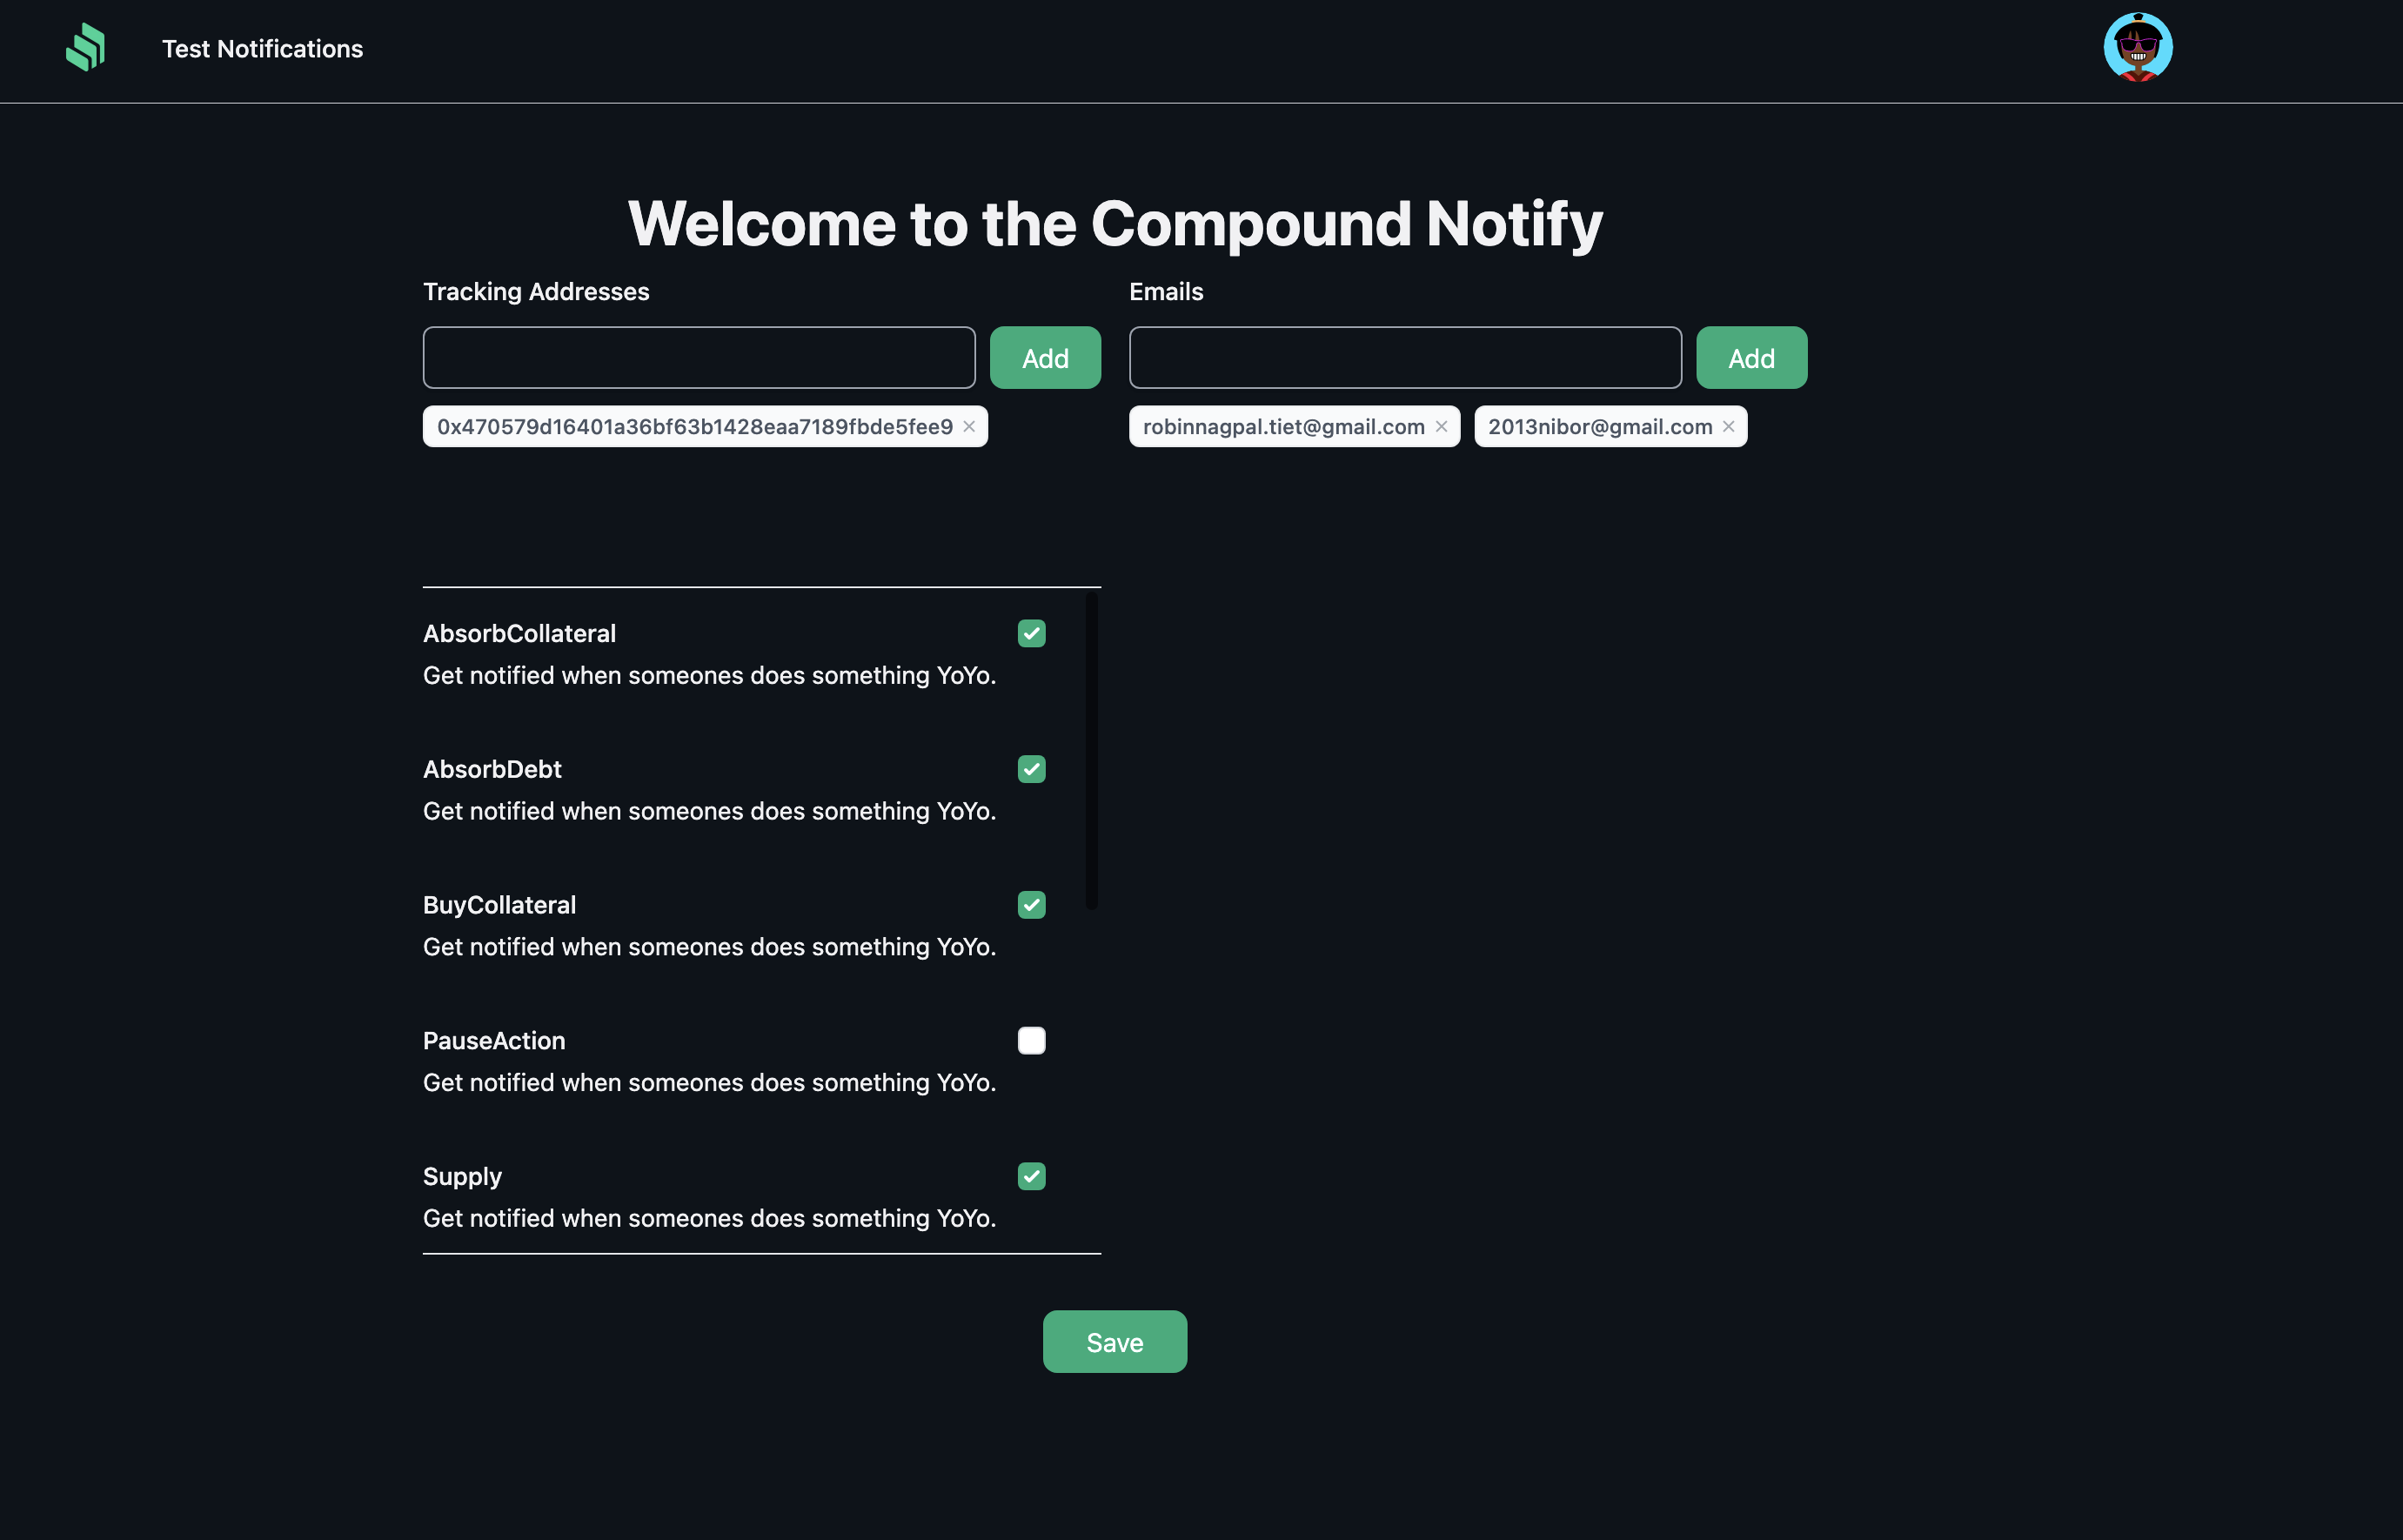 Test Notifications
Welcome to the Compound Notify
Tracking Addresses
Add
0x470579d16401a36bf63b1428eaa7189fbde5fee9 ×
Emails
Add
robinnagpal.tiet@gmail.com × 2013nibor@gmail.com ×
AbsorbCollateral
Get notified when someones does something YoYo.
AbsorbDebt
Get notified when someones does something YoYo.
BuyCollateral
Get notified when someones does something YoYo.
PauseAction
Get notified when someones does something YoYo.
Supply
Get notified when someones does something YoYo.
Save